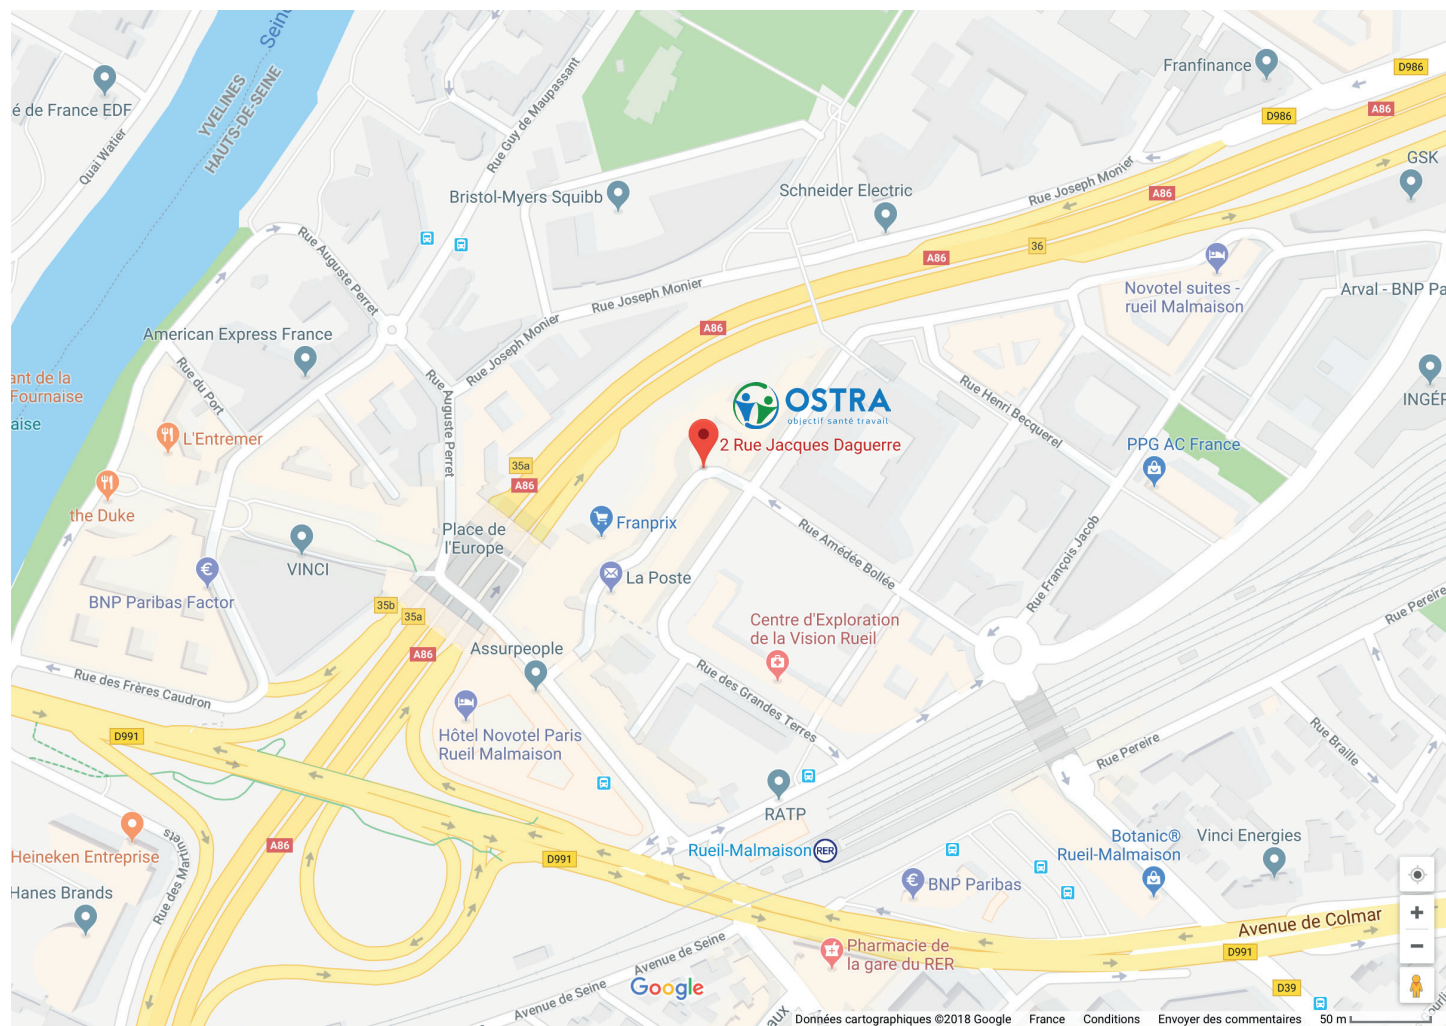 Seine
YVELINES
HAUTS-DE-SEINE
é de France EDF
Quai Watier
Rue Guy de Maupassant
Franfinance
D986
D986
A86
GSK
Bristol-Myers Squibb
Schneider Electric
Rue Joseph Monier
A86
36
A86
Rue Auguste Perret
Novotel suites -
rueil Malmaison
Arval - BNP Pa
Rue Joseph Monier
American Express France
Rue Joseph Monier
A86
ant de la
Fournaise
aise
Rue du Port
Rue Auguste Perret
Rue Henri Becquerel
INGÉR
OSTRA
objectif santé travail
2 Rue Jacques Daguerre
L'Entremer
PPG AC France
35a
A86
the Duke
Place de
l'Europe
Franprix
Rue Amédée Bollée
Rue François Jacob
VINCI
La Poste
BNP Paribas Factor
35b
35a
Rue Pereire
Centre d'Exploration
de la Vision Rueil
Assurpeople
A86
Rue des Frères Caudron
Rue des Grandes Terres
D991
Hôtel Novotel Paris
Rueil Malmaison
Rue Pereire
Rue Braille
RATP
Rueil-Malmaison
RER
Botanic®
Rueil-Malmaison
Vinci Energies
A86
D991
Heineken Entreprise
Rue des Martinets
BNP Paribas
Hanes Brands
Avenue de Colmar
Avenue de Seine
Pharmacie de
la gare du RER
D991
Google
Avenue de Seine
D39
aux
+
−
Données cartographiques ©2018 Google France Conditions Envoyer des commentaires 50 m